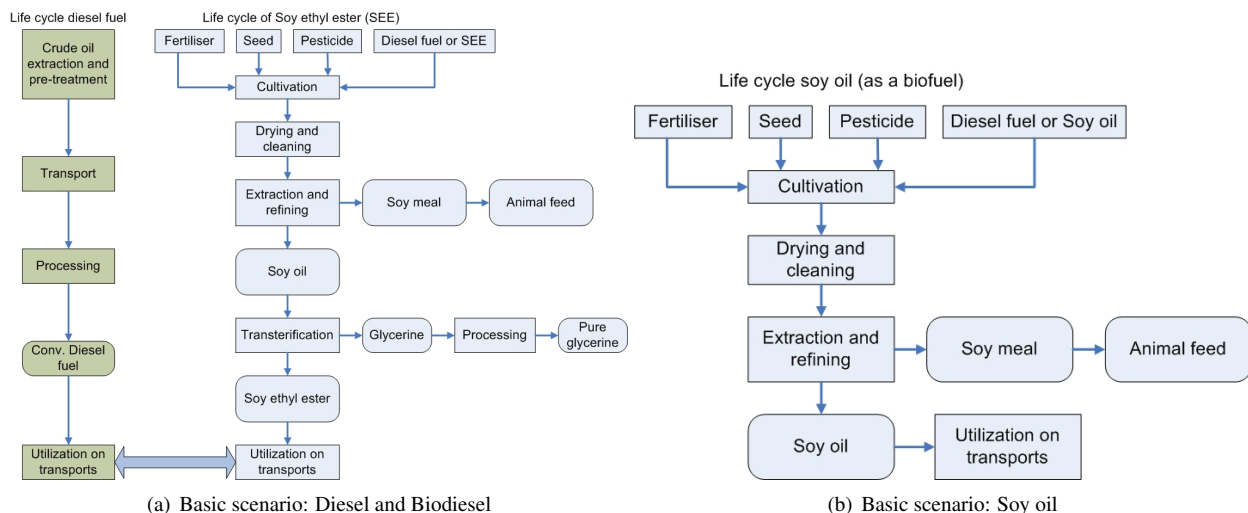 Life cycle diesel fuel
Crude oil
extraction and
pre-treatment
Transport
Processing
Conv. Diesel
fuel
Utilization on
transports
Life cycle of Soy ethyl ester (SEE)
Fertiliser
Seed
Pesticide
Diesel fuel or SEE
Cultivation
Drying and
cleaning
Extraction and
refining
Soy meal
Animal feed
Soy oil
Transterification
Glycerine
Processing
Pure
glycerine
Soy ethyl ester
Utilization on
transports
(a) Basic scenario: Diesel and Biodiesel
Life cycle soy oil (as a biofuel)
Fertiliser
Seed
Pesticide
Diesel fuel or Soy oil
Cultivation
Drying and
cleaning
Extraction and
refining
Soy meal
Animal feed
Soy oil
Utilization on
transports
(b) Basic scenario: Soy oil